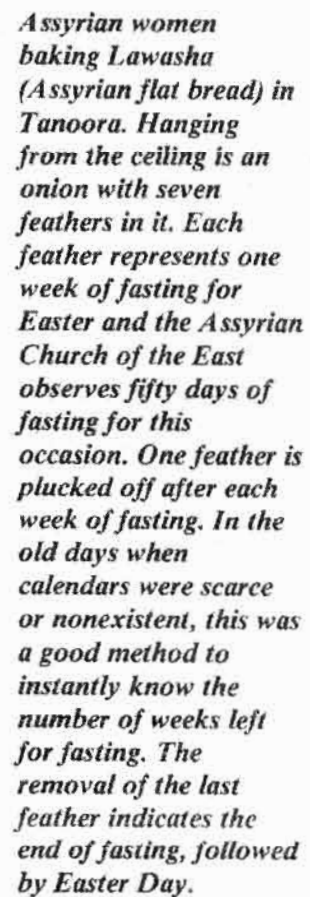 Assyrian women
baking Lawasha
(Assyrian flat bread) in
Tanoora. Hanging
from the ceiling is an
onion with seven
feathers in it. Each
feather represents one
week of fasting for
Easter and the Assyrian
Church of the East
observes fifty days of
fasting for this
occasion. One feather is
plucked off after each
week of fasting. In the
old days when
calendars were scarce
or nonexistent, this was
a good method to
instantly know the
number of weeks left
for fasting. The
removal of the last
feather indicates the
end of fasting, followed
by Easter Day.